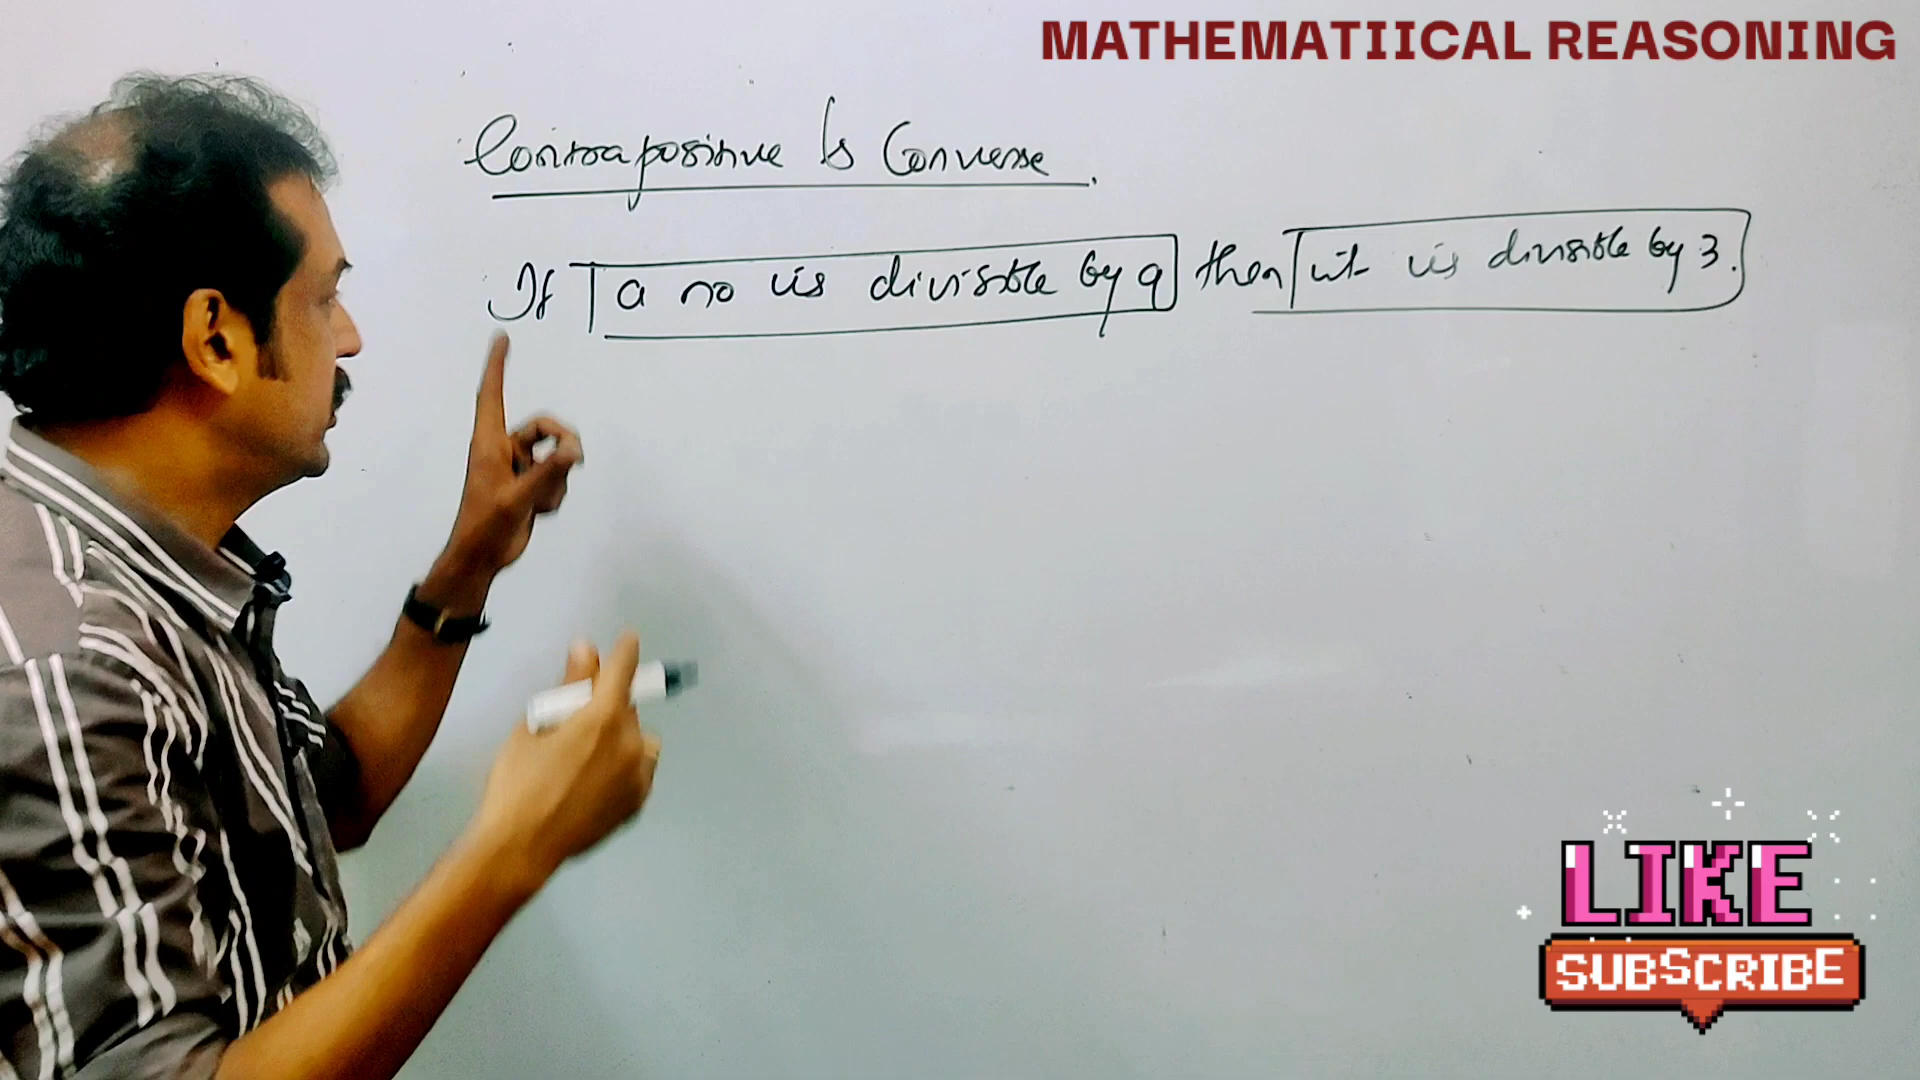 MATHEMATIICAL REASONING
Contrapositive & Converse.
If a no is divisible by 9 then it is divisible by 3.
LIKE
SUBSCRIBE